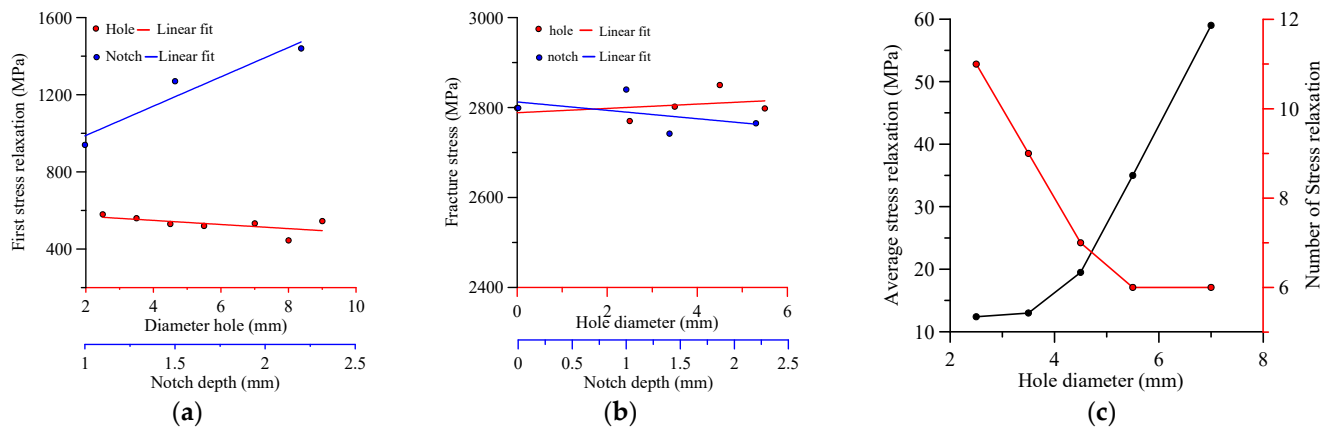 First stress relaxation (MPa)
1600
1200
800
400
Hole Linear fit
Notch Linear fit
2 4 6 8 10
Diameter hole (mm)
1 1.5 2 2.5
Notch depth (mm)
(a)
Fracture stress (MPa)
3000
2800
2600
2400
hole Linear fit
notch Linear fit
0 2 4 6
Hole diameter (mm)
0 0.5 1 1.5 2 2.5
Notch depth (mm)
(b)
Average stress relaxation (MPa)
60
50
40
30
20
10
12
10
8
6
Number of Stress relaxation
2 4 6 8
Hole diameter (mm)
(c)